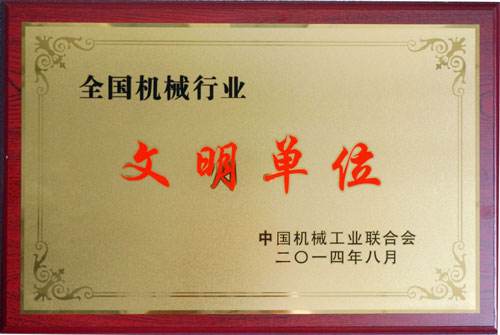 全国机械行业
文明单位
中国机械工业联合会
二〇一四年八月